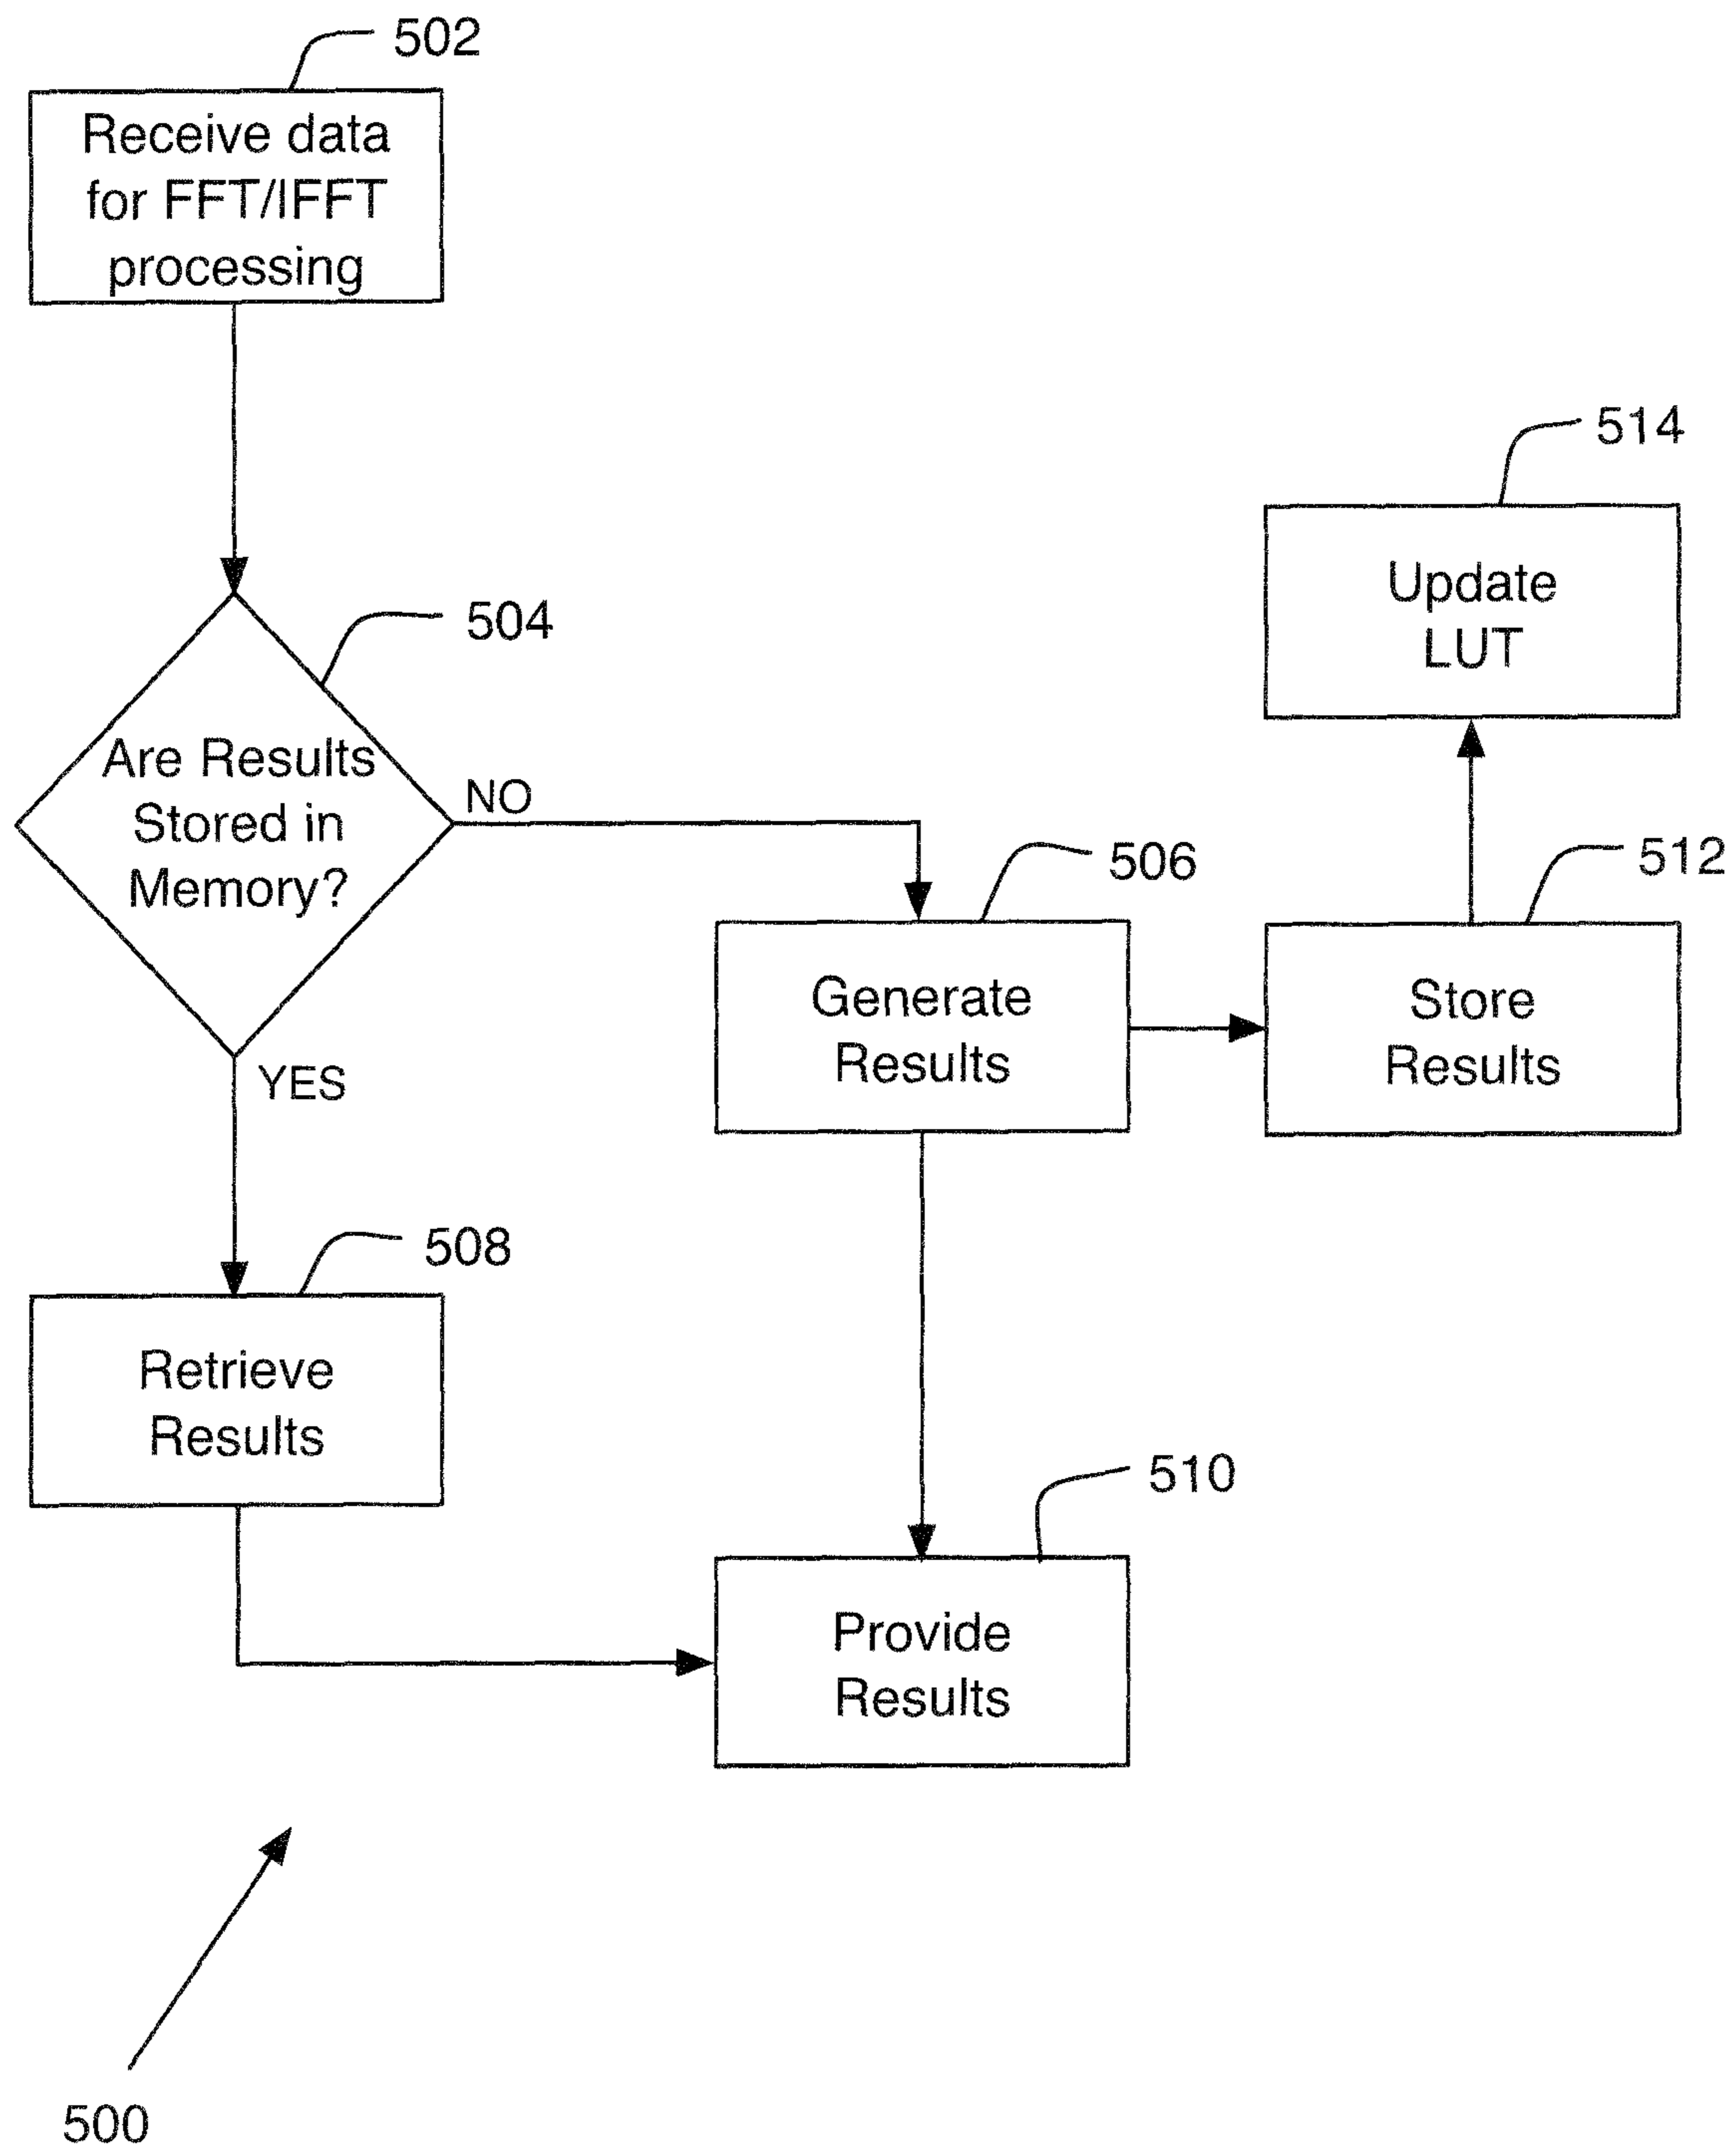 502
Receive data
for FFT/IFFT
processing
504
Are Results
Stored in
Memory?
NO
YES
506
Generate
Results
514
Update
LUT
512
Store
Results
508
Retrieve
Results
510
Provide
Results
500